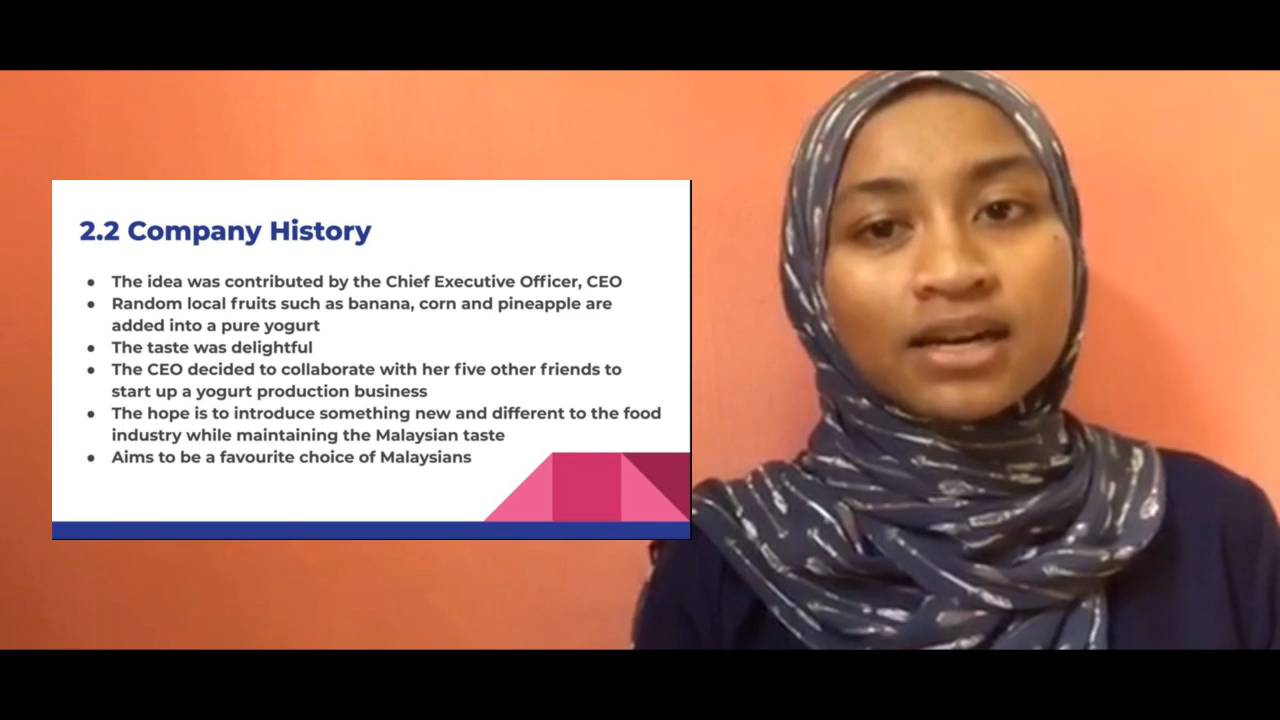 2.2 Company History
● The idea was contributed by the Chief Executive Officer, CEO
● Random local fruits such as banana, corn and pineapple are
added into a pure yogurt
● The taste was delightful
● The CEO decided to collaborate with her five other friends to
start up a yogurt production business
● The hope is to introduce something new and different to the food
industry while maintaining the Malaysian taste
● Aims to be a favourite choice of Malaysians